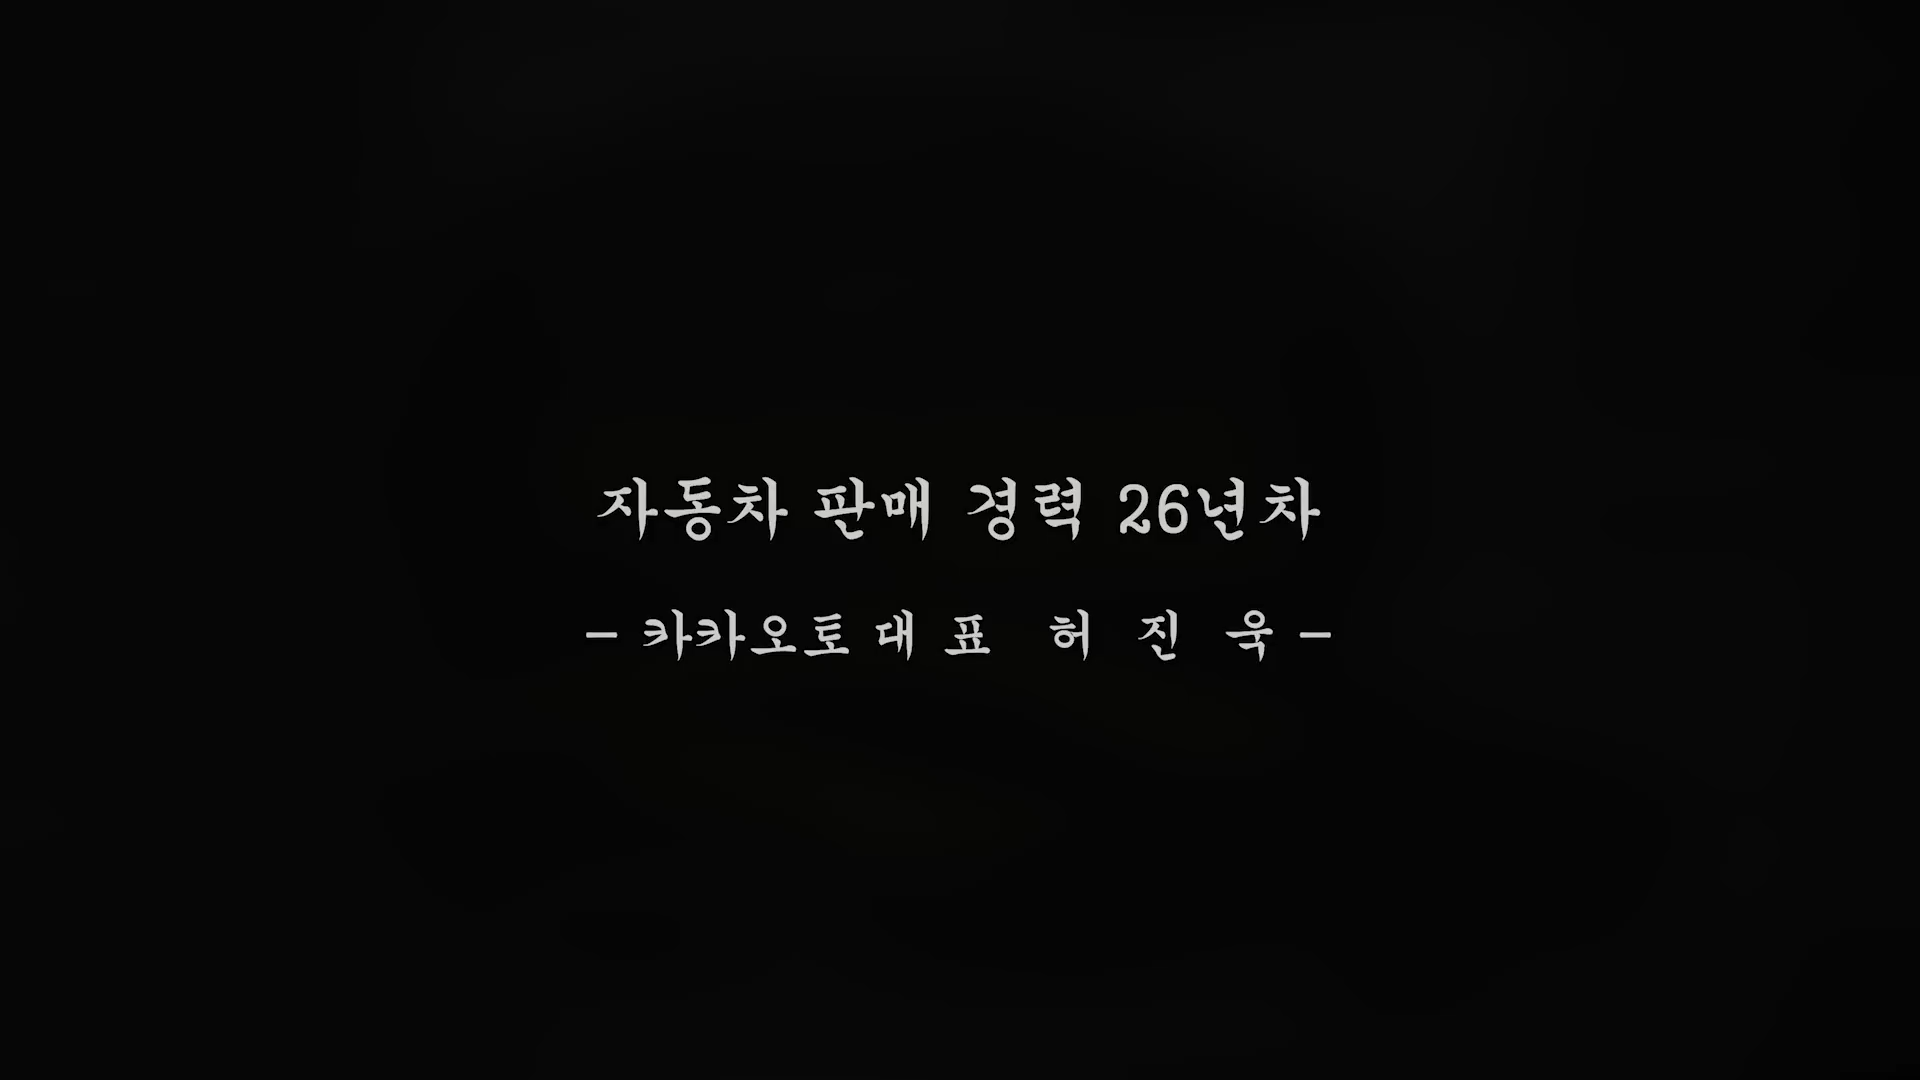 자동차 판매 경력 26년차
- 카카오토 대 표 허 진 욱 -